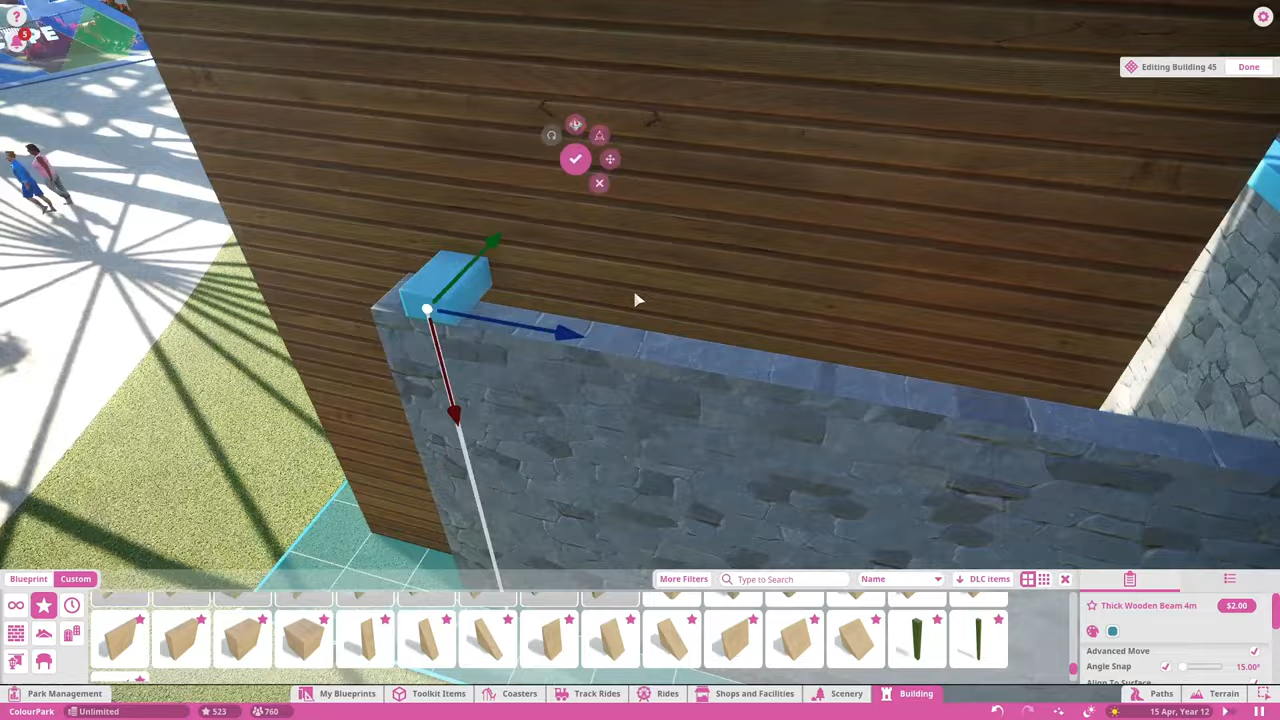 ?
5
Editing Building 45
Done
Blueprint
Custom
More Filters
Type to Search
Name
DLC items
Thick Wooden Beam 4m
$2.00
Advanced Move
Angle Snap
15.00°
Park Management
My Blueprints
Toolkit Items
Coasters
Track Rides
Rides
Shops and Facilities
Scenery
Building
Paths
Terrain
ColourPark
Unlimited
523
760
15 Apr, Year 12